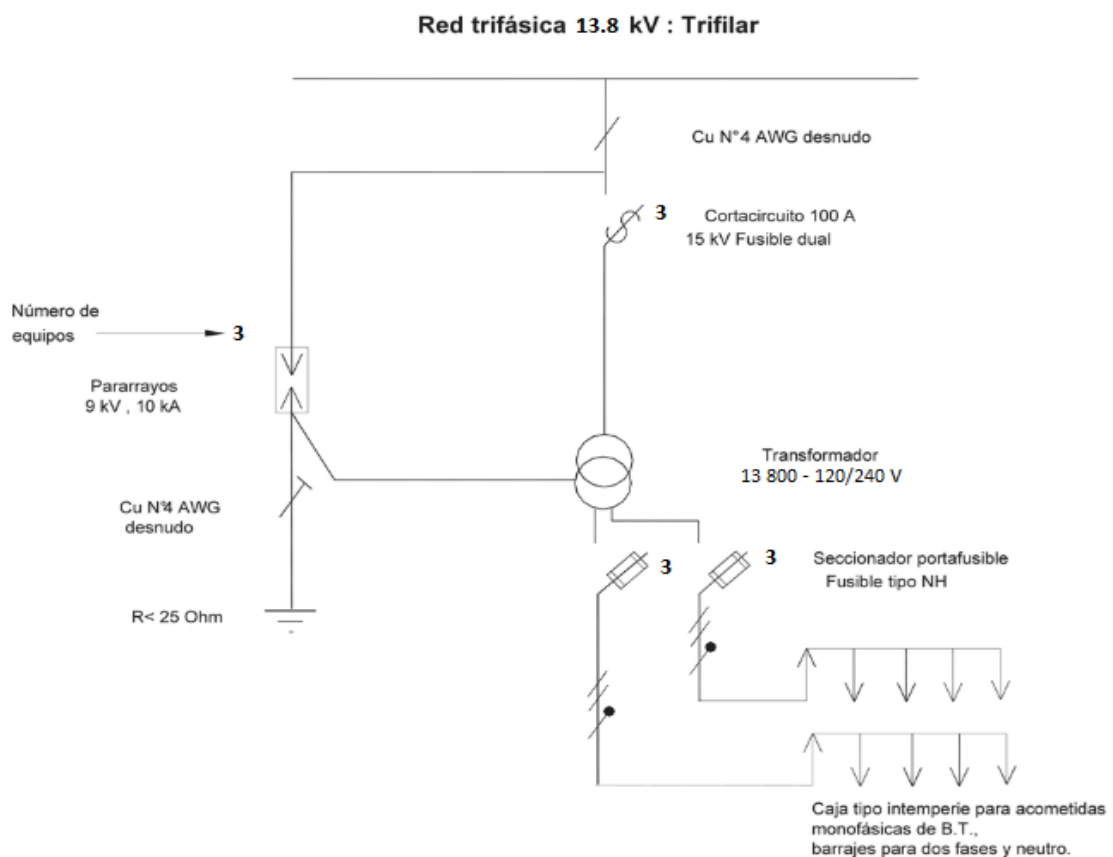 Red trifásica 13.8 kV : Trifilar
Cu N° 4 AWG desnudo
3
Cortacircuito 100 A
15 kV Fusible dual
Número de
equipos
3
Pararrayos
9 kV , 10 kA
Transformador
13 800 - 120/240 V
Cu N°4 AWG
desnudo
3
3
Seccionador portafusible
Fusible tipo NH
R< 25 Ohm
Caja tipo intemperie para acometidas
monofásicas de B.T.,
barrajes para dos fases y neutro.